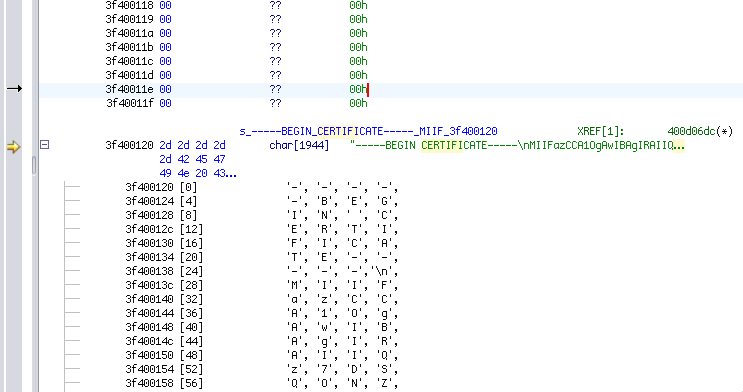 3f400118 00 ?? 00h
3f400119 00 ?? 00h
3f40011a 00 ?? 00h
3f40011b 00 ?? 00h
3f40011c 00 ?? 00h
3f40011d 00 ?? 00h
3f40011e 00 ?? 00h
3f40011f 00 ?? 00h
s_-----BEGIN_CERTIFICATE-----_MIIF_3f400120 XREF[1]: 400d06dc(*)
3f400120 2d 2d 2d 2d char[1944] "-----BEGIN CERTIFICATE-----\nMIIFazCCA1OgAwIBAgIRAIIQ...
2d 42 45 47
49 4e 20 43...
3f400120 [0] '-', '-', '-', '-',
3f400124 [4] '-', 'B', 'E', 'G',
3f400128 [8] 'I', 'N', ' ', 'C',
3f40012c [12] 'E', 'R', 'T', 'I',
3f400130 [16] 'F', 'I', 'C', 'A',
3f400134 [20] 'T', 'E', '-', '-',
3f400138 [24] '-', '-', '-','\n',
3f40013c [28] 'M', 'I', 'I', 'F',
3f400140 [32] 'a', 'z', 'C', 'C',
3f400144 [36] 'A', '1', 'O', 'g',
3f400148 [40] 'A', 'w', 'I', 'B',
3f40014c [44] 'A', 'g', 'I', 'R',
3f400150 [48] 'A', 'I', 'I', 'Q',
3f400154 [52] 'z', '7', 'D', 'S',
3f400158 [56] 'Q', 'O', 'N', 'Z',